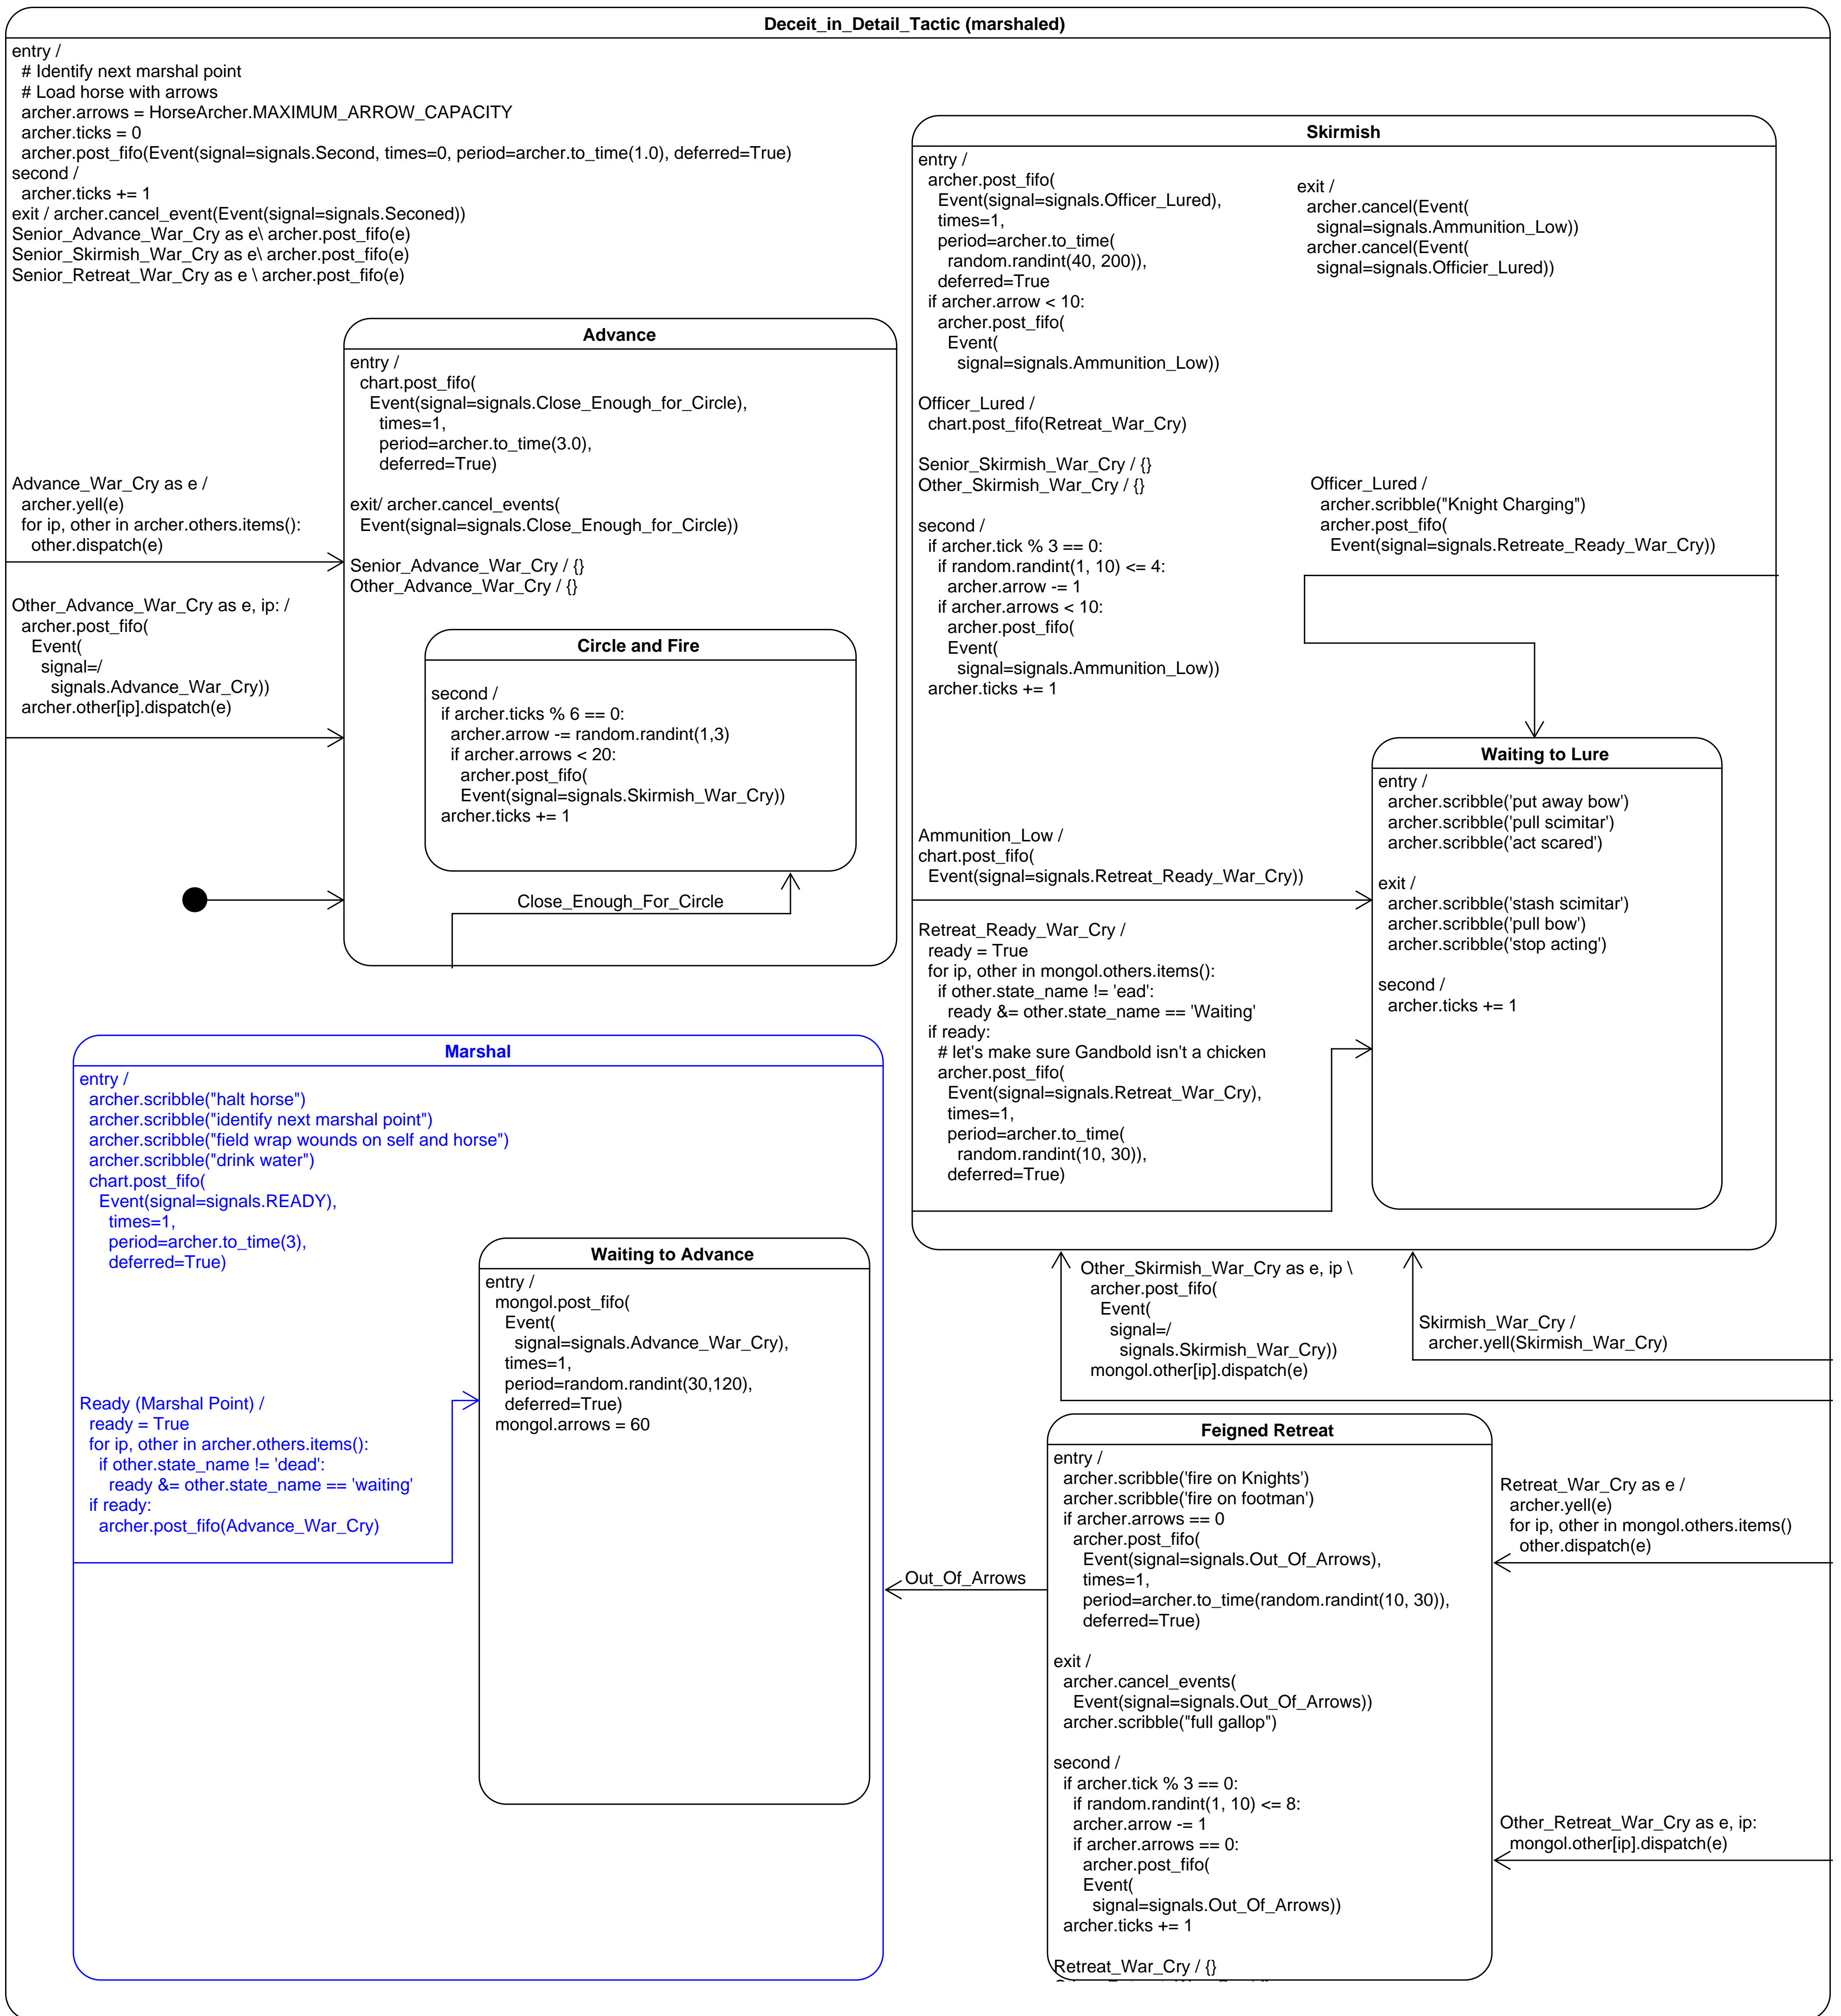 Deceit_in_Detail_Tactic (marshaled)
entry /
# Identify next marshal point
# Load horse with arrows
archer.arrows = HorseArcher.MAXIMUM_ARROW_CAPACITY
archer.ticks = 0
archer.post_fifo(Event(signal=signals.Second, times=0, period=archer.to_time(1.0), deferred=True)
second /
archer.ticks += 1
exit / archer.cancel_event(Event(signal=signals.Seconed))
Senior_Advance_War_Cry as e\ archer.post_fifo(e)
Senior_Skirmish_War_Cry as e\ archer.post_fifo(e)
Senior_Retreat_War_Cry as e \ archer.post_fifo(e)
Advance_War_Cry as e /
archer.yell(e)
for ip, other in archer.others.items():
other.dispatch(e)
Other_Advance_War_Cry as e, ip: /
archer.post_fifo(
Event(
signal=/
signals.Advance_War_Cry))
archer.other[ip].dispatch(e)
Advance
entry /
chart.post_fifo(
Event(signal=signals.Close_Enough_for_Circle),
times=1,
period=archer.to_time(3.0),
deferred=True)
exit/ archer.cancel_events(
Event(signal=signals.Close_Enough_for_Circle))
Senior_Advance_War_Cry / {}
Other_Advance_War_Cry / {}
Circle and Fire
second /
if archer.ticks % 6 == 0:
archer.arrow -= random.randint(1,3)
if archer.arrows < 20:
archer.post_fifo(
Event(signal=signals.Skirmish_War_Cry))
archer.ticks += 1
Close_Enough_For_Circle
Skirmish
entry /
archer.post_fifo(
Event(signal=signals.Officer_Lured),
times=1,
period=archer.to_time(
random.randint(40, 200)),
deferred=True
if archer.arrow < 10:
archer.post_fifo(
Event(
signal=signals.Ammunition_Low))
exit /
archer.cancel(Event(
signal=signals.Ammunition_Low))
archer.cancel(Event(
signal=signals.Officier_Lured))
Officer_Lured /
chart.post_fifo(Retreat_War_Cry)
Senior_Skirmish_War_Cry / {}
Other_Skirmish_War_Cry / {}
second /
if archer.tick % 3 == 0:
if random.randint(1, 10) <= 4:
archer.arrow -= 1
if archer.arrows < 10:
archer.post_fifo(
Event(
signal=signals.Ammunition_Low))
archer.ticks += 1
Officer_Lured /
archer.scribble("Knight Charging")
archer.post_fifo(
Event(signal=signals.Retreate_Ready_War_Cry))
Ammunition_Low /
chart.post_fifo(
Event(signal=signals.Retreat_Ready_War_Cry))
Retreat_Ready_War_Cry /
ready = True
for ip, other in mongol.others.items():
if other.state_name != 'ead':
ready &= other.state_name == 'Waiting'
if ready:
# let's make sure Gandbold isn't a chicken
archer.post_fifo(
Event(signal=signals.Retreat_War_Cry),
times=1,
period=archer.to_time(
random.randint(10, 30)),
deferred=True)
Waiting to Lure
entry /
archer.scribble('put away bow')
archer.scribble('pull scimitar')
archer.scribble('act scared')
exit /
archer.scribble('stash scimitar')
archer.scribble('pull bow')
archer.scribble('stop acting')
second /
archer.ticks += 1
Marshal
entry /
archer.scribble("halt horse")
archer.scribble("identify next marshal point")
archer.scribble("field wrap wounds on self and horse")
archer.scribble("drink water")
chart.post_fifo(
Event(signal=signals.READY),
times=1,
period=archer.to_time(3),
deferred=True)
Ready (Marshal Point) /
ready = True
for ip, other in archer.others.items():
if other.state_name != 'dead':
ready &= other.state_name == 'waiting'
if ready:
archer.post_fifo(Advance_War_Cry)
Waiting to Advance
entry /
mongol.post_fifo(
Event(
signal=signals.Advance_War_Cry),
times=1,
period=random.randint(30,120),
deferred=True)
mongol.arrows = 60
Other_Skirmish_War_Cry as e, ip \
archer.post_fifo(
Event(
signal=/
signals.Skirmish_War_Cry))
mongol.other[ip].dispatch(e)
Skirmish_War_Cry /
archer.yell(Skirmish_War_Cry)
Out_Of_Arrows
Feigned Retreat
entry /
archer.scribble('fire on Knights')
archer.scribble('fire on footman')
if archer.arrows == 0
archer.post_fifo(
Event(signal=signals.Out_Of_Arrows),
times=1,
period=archer.to_time(random.randint(10, 30)),
deferred=True)
exit /
archer.cancel_events(
Event(signal=signals.Out_Of_Arrows))
archer.scribble("full gallop")
second /
if archer.tick % 3 == 0:
if random.randint(1, 10) <= 8:
archer.arrow -= 1
if archer.arrows == 0:
archer.post_fifo(
Event(
signal=signals.Out_Of_Arrows))
archer.ticks += 1
Retreat_War_Cry / {}
Retreat_War_Cry as e /
archer.yell(e)
for ip, other in mongol.others.items()
other.dispatch(e)
Other_Retreat_War_Cry as e, ip:
mongol.other[ip].dispatch(e)